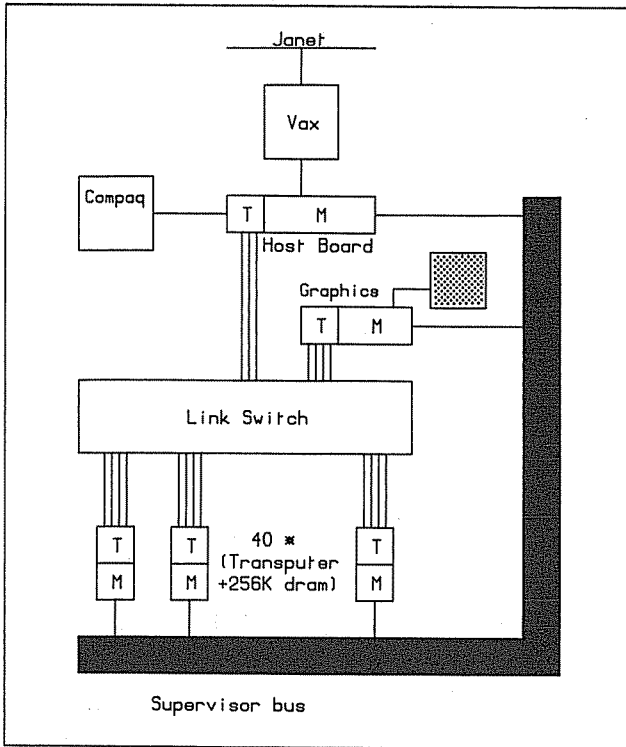 Janet
Vax
Compaq
T
M
Host Board
Graphics
T
M
Link Switch
T
T
40 *
T
(Transputer
M
M
+256K dram)
M
Supervisor bus